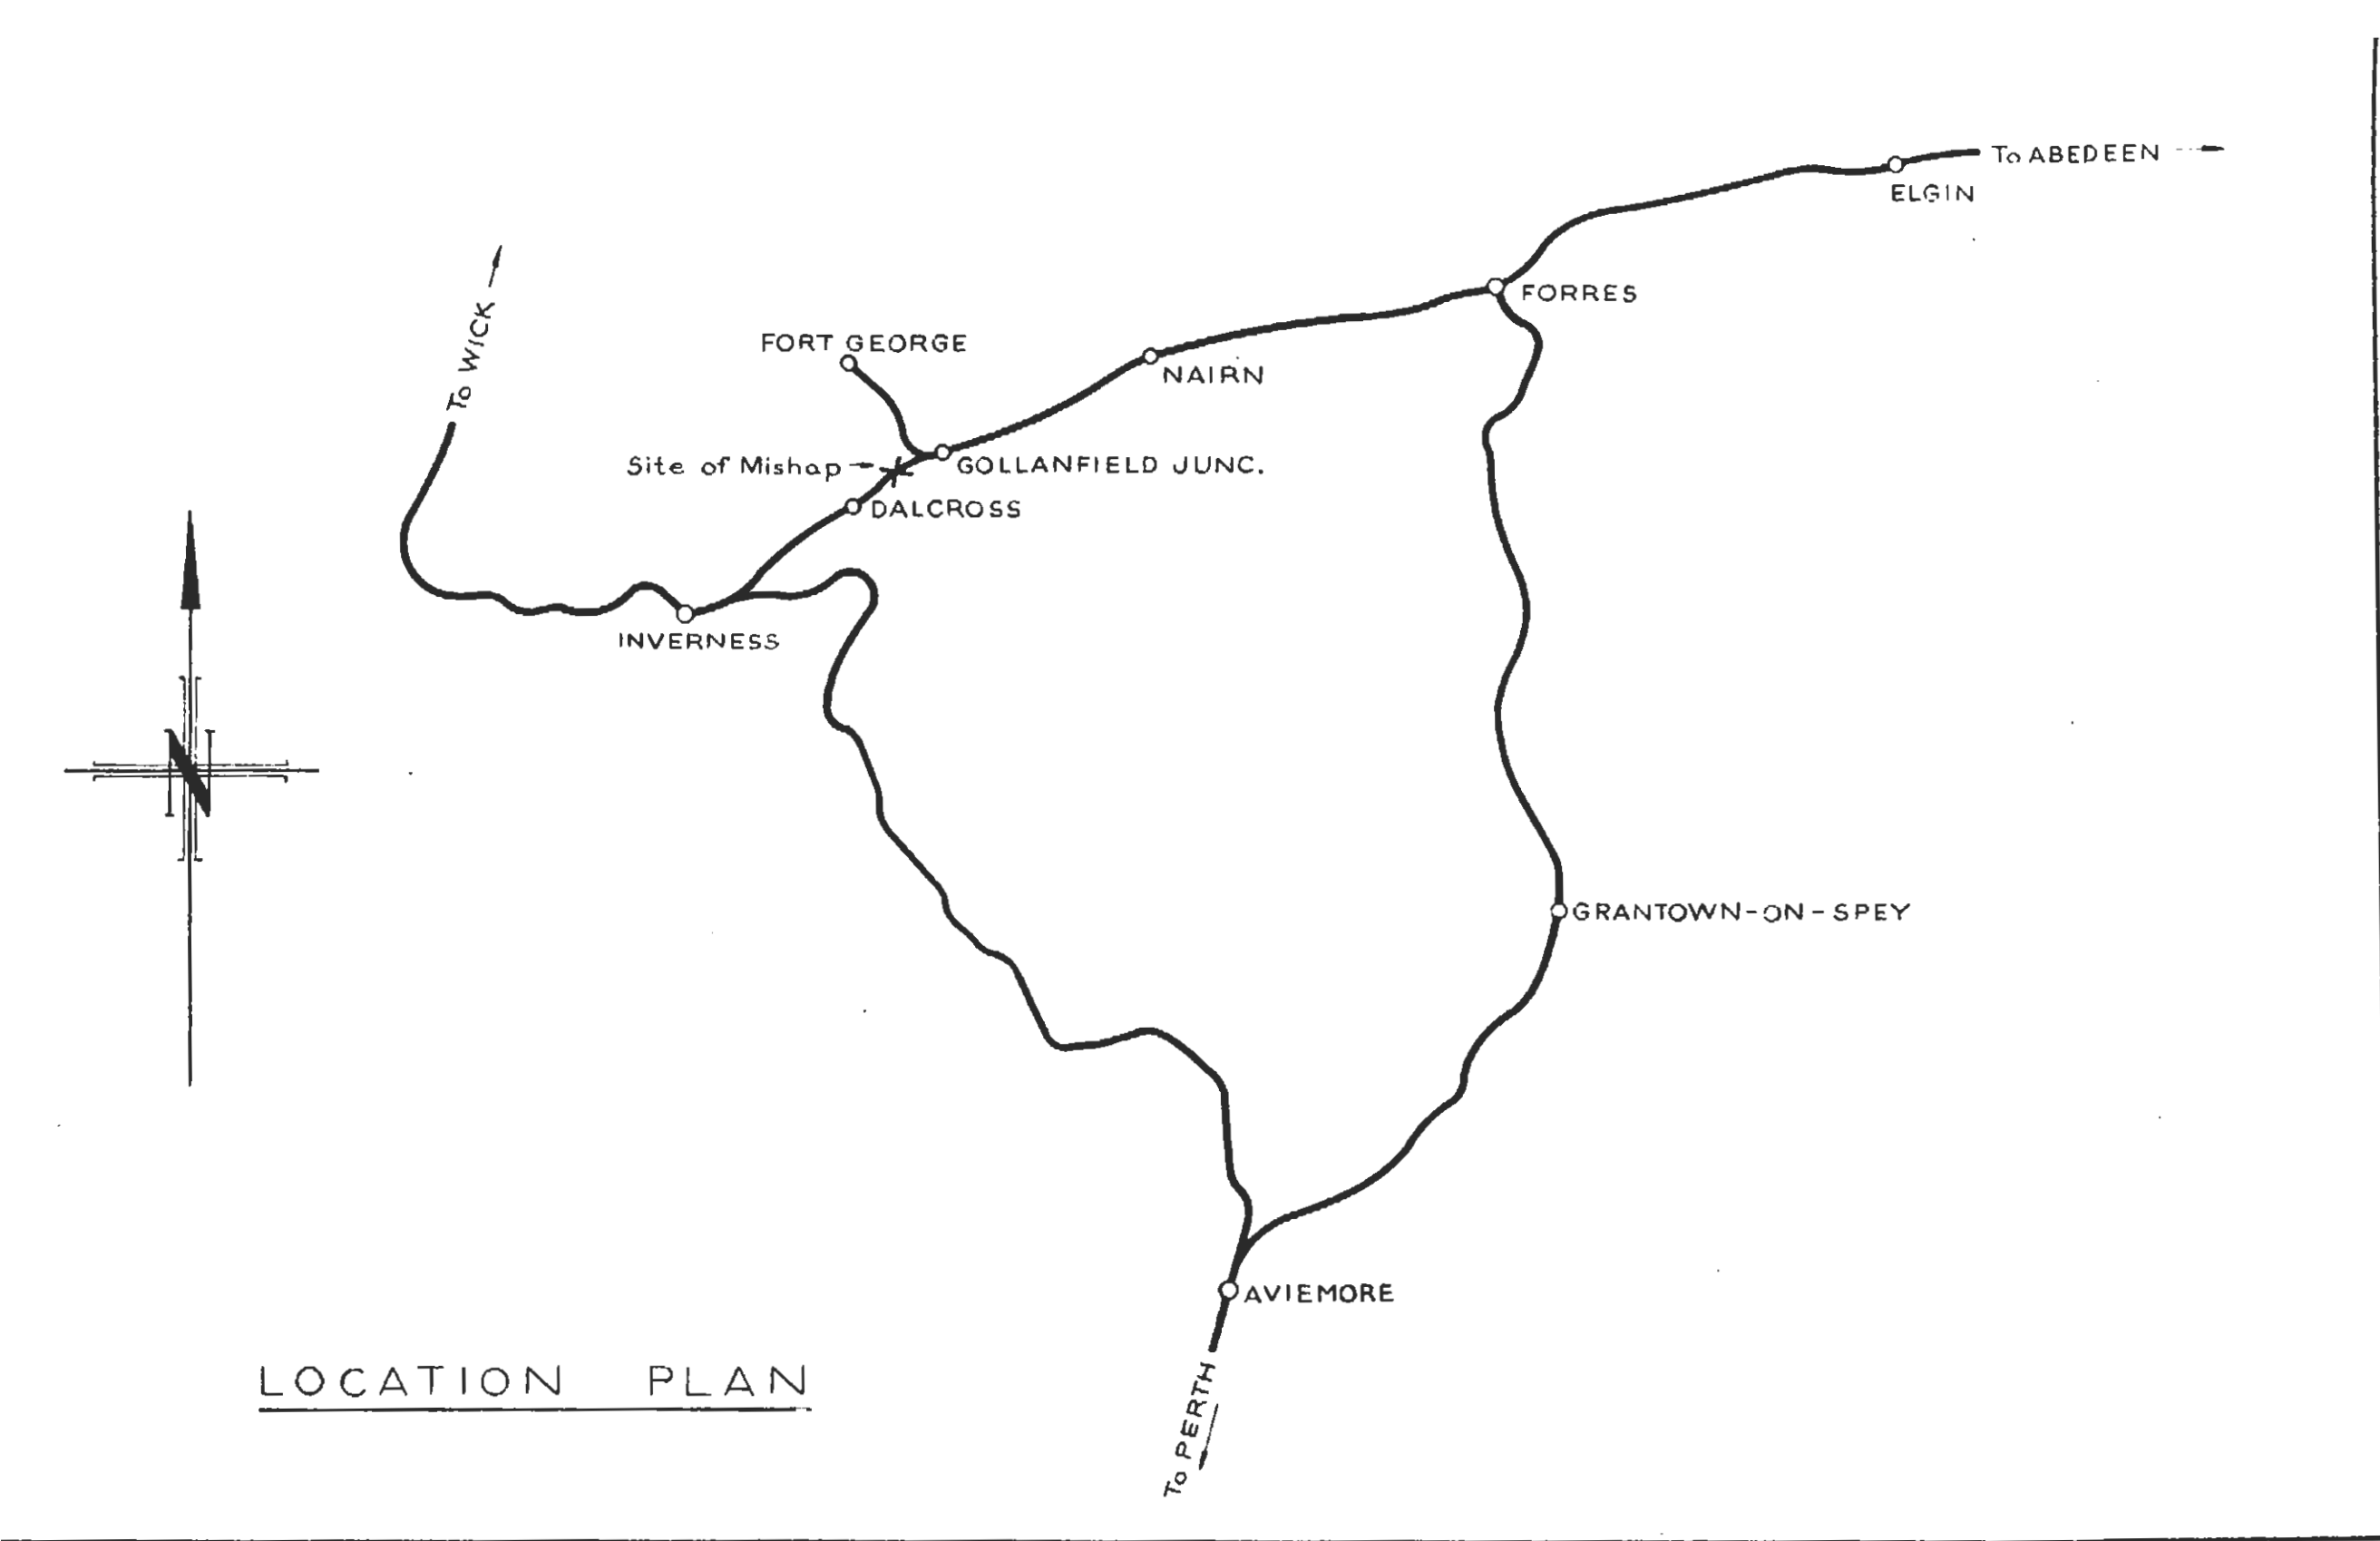 To ABEDEEN
ELGIN
To WICK
FORRES
FORT GEORGE
NAIRN
Site of Mishap
GOLLANFIELD JUNC.
DALCROSS
INVERNESS
N
GRANTOWN-ON-SPEY
AVIEMORE
LOCATION PLAN
To PERTH